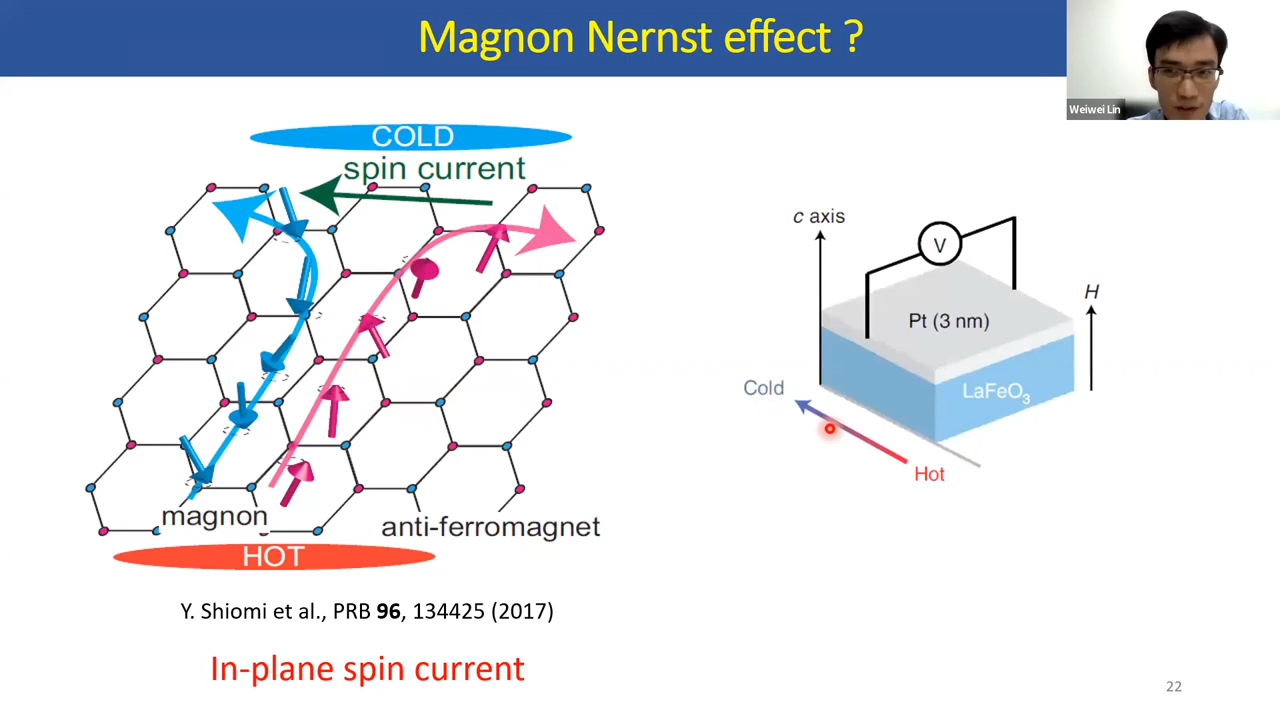 Magnon Nernst effect ?
Weiwei Lin
COLD
spin current
magnon
anti-ferromagnet
HOT
Y. Shiomi et al., PRB 96, 134425 (2017)
In-plane spin current
c axis
V
H
Pt (3 nm)
LaFeO3
Cold
Hot
22